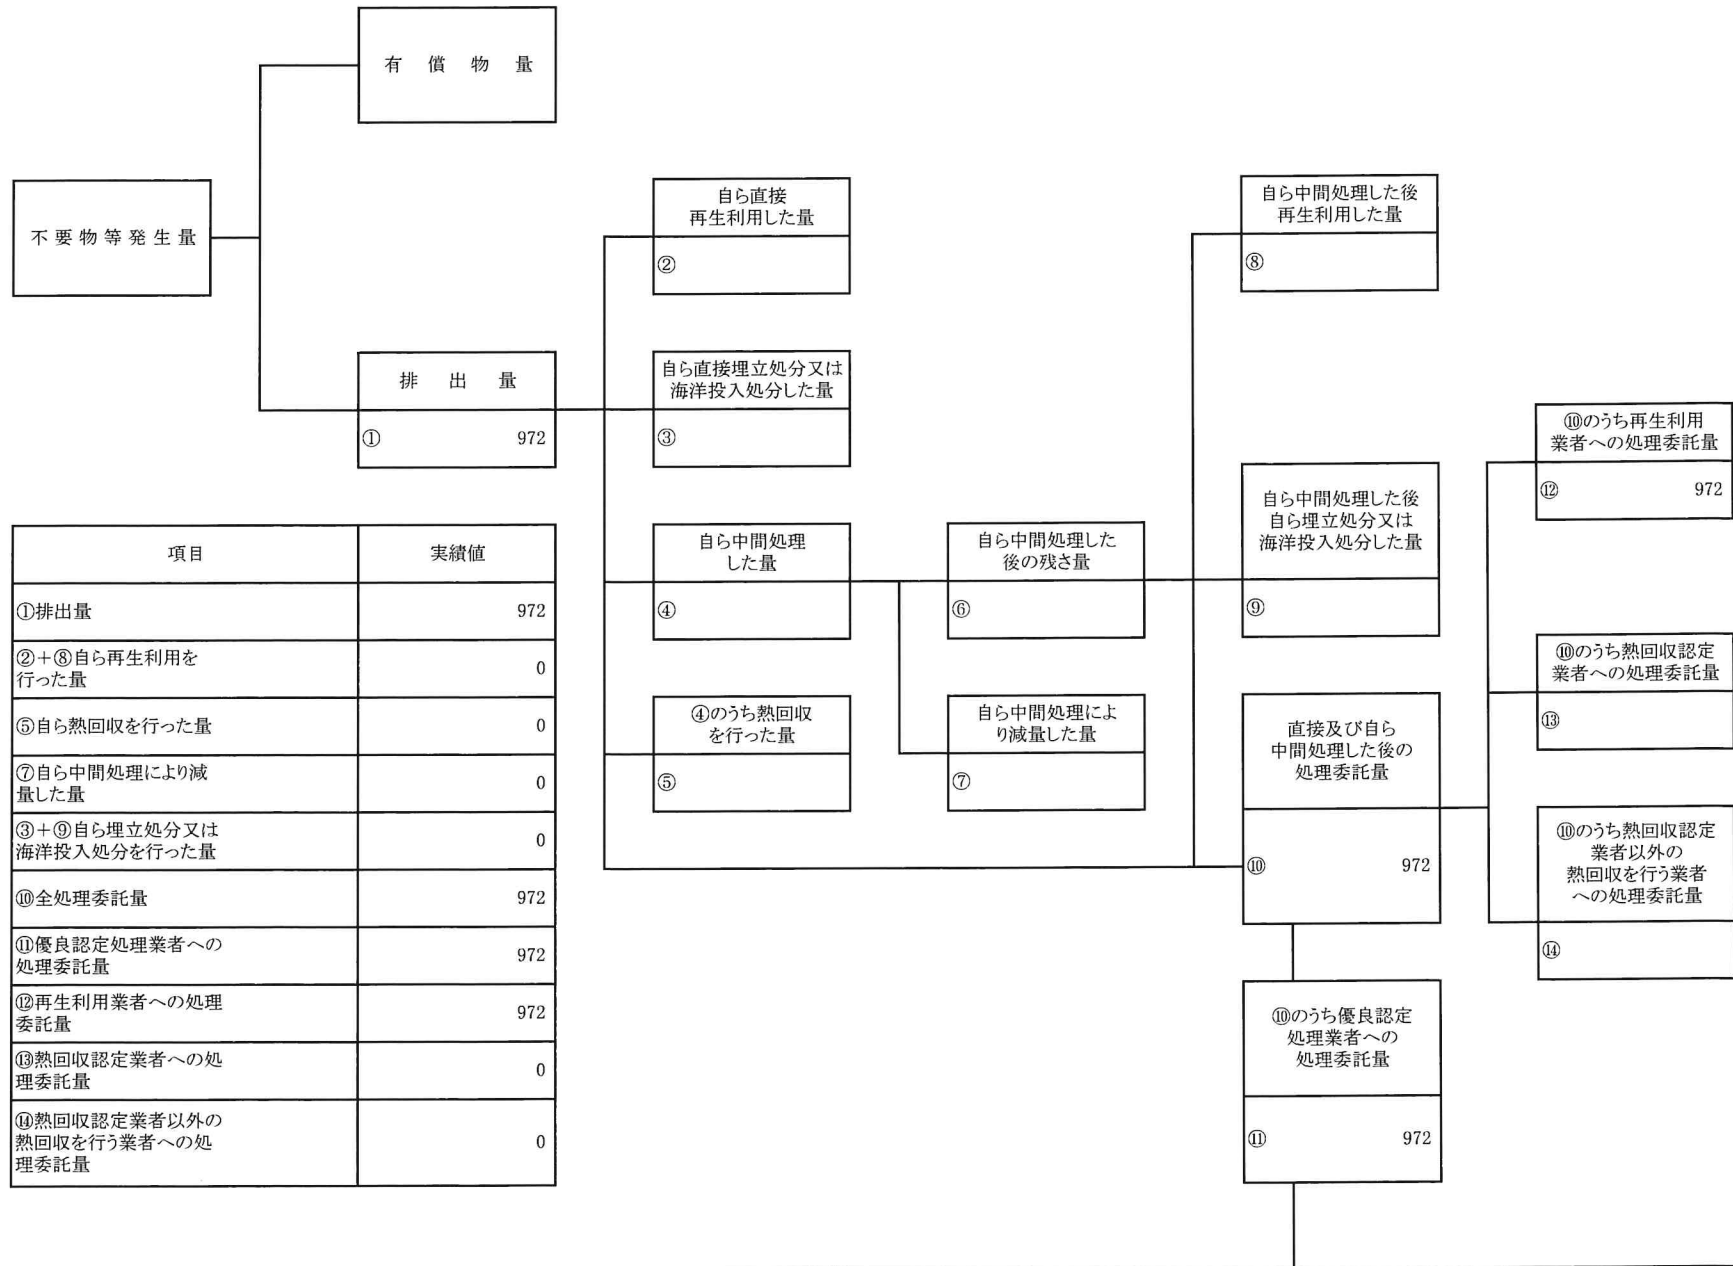 有償物量
不要物等発生量
排出量
① 972
自ら直接
再生利用した量
②
自ら直接埋立処分又は
海洋投入処分した量
③
自ら中間処理
した量
④
④のうち熱回収
を行った量
⑤
自ら中間処理した
後の残さ量
⑥
自ら中間処理によ
り減量した量
⑦
自ら中間処理した後
再生利用した量
⑧
自ら中間処理した後
自ら埋立処分又は
海洋投入処分した量
⑨
直接及び自ら
中間処理した後の
処理委託量
⑩ 972
⑩のうち優良認定
処理業者への
処理委託量
⑪ 972
⑩のうち再生利用
業者への処理委託量
⑫ 972
⑩のうち熱回収認定
業者への処理委託量
⑬
⑩のうち熱回収認定
業者以外の
熱回収を行う業者
への処理委託量
⑭
項目 実績値
①排出量 972
②+⑧自ら再生利用を
行った量 0
⑤自ら熱回収を行った量 0
⑦自ら中間処理により減
量した量 0
③+⑨自ら埋立処分又は
海洋投入処分を行った量 0
⑩全処理委託量 972
⑪優良認定処理業者への
処理委託量 972
⑫再生利用業者への処理
委託量 972
⑬熱回収認定業者への処
理委託量 0
⑭熱回収認定業者以外の
熱回収を行う業者への処
理委託量 0